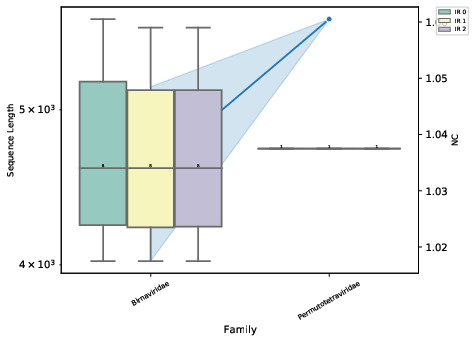 IR 0
IR 1
IR 2
5 × 10³
4 × 10³
Sequence Length
1.05
1.04
1.03
1.02
NC
Birnaviridae
Permutotetraviridae
Family